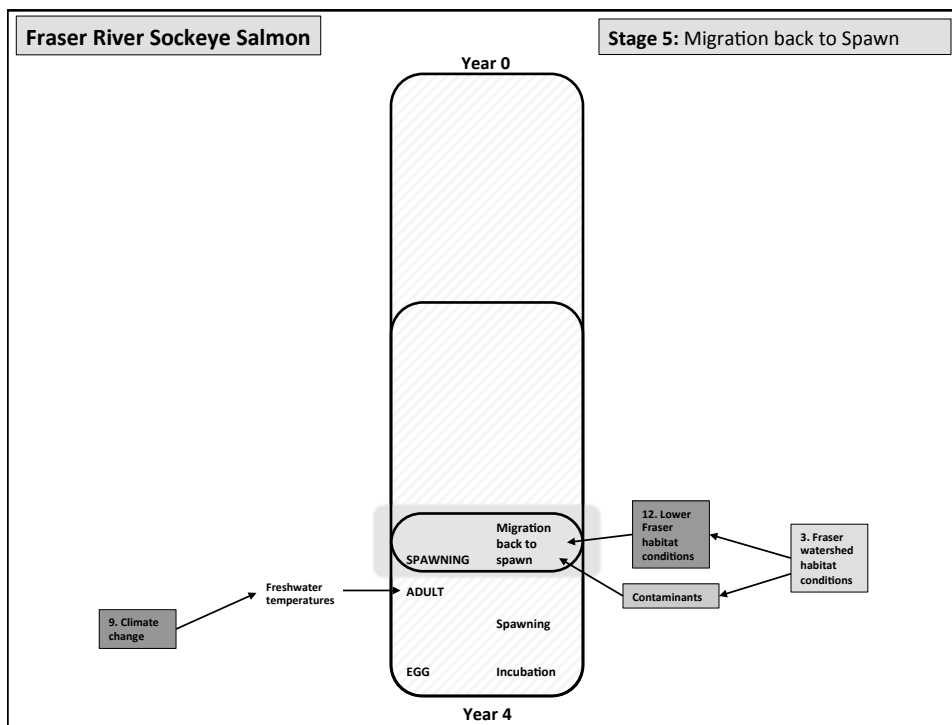 Fraser River Sockeye Salmon
Stage 5: Migration back to Spawn
Year 0
Migration
back to
spawn
SPAWNING
12. Lower
Fraser
habitat
conditions
3. Fraser
watershed
habitat
conditions
Freshwater
temperatures
ADULT
Contaminants
9. Climate
change
Spawning
EGG
Incubation
Year 4